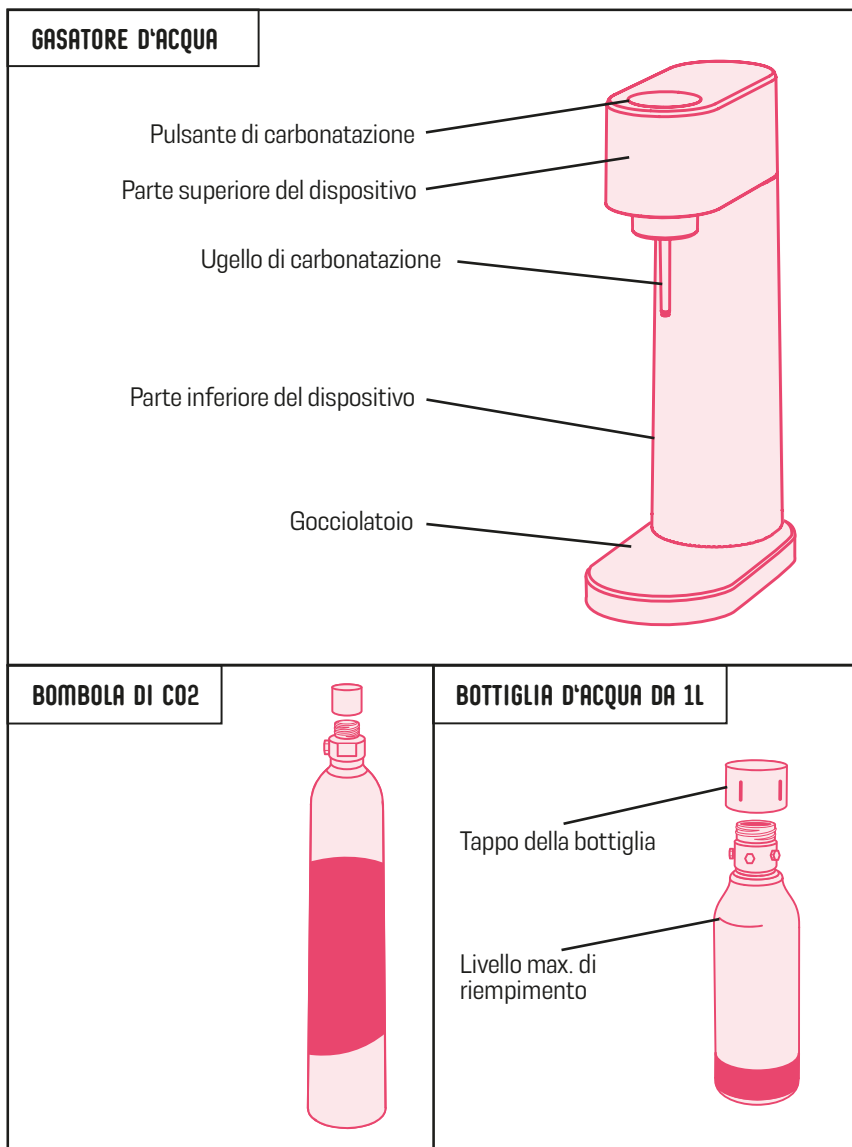 GASATORE D'ACQUA
Pulsante di carbonatazione
Parte superiore del dispositivo
Ugello di carbonatazione
Parte inferiore del dispositivo
Gocciolatoio
BOMBOLA DI CO2
BOTTIGLIA D'ACQUA DA 1L
Tappo della bottiglia
Livello max. di
riempimento